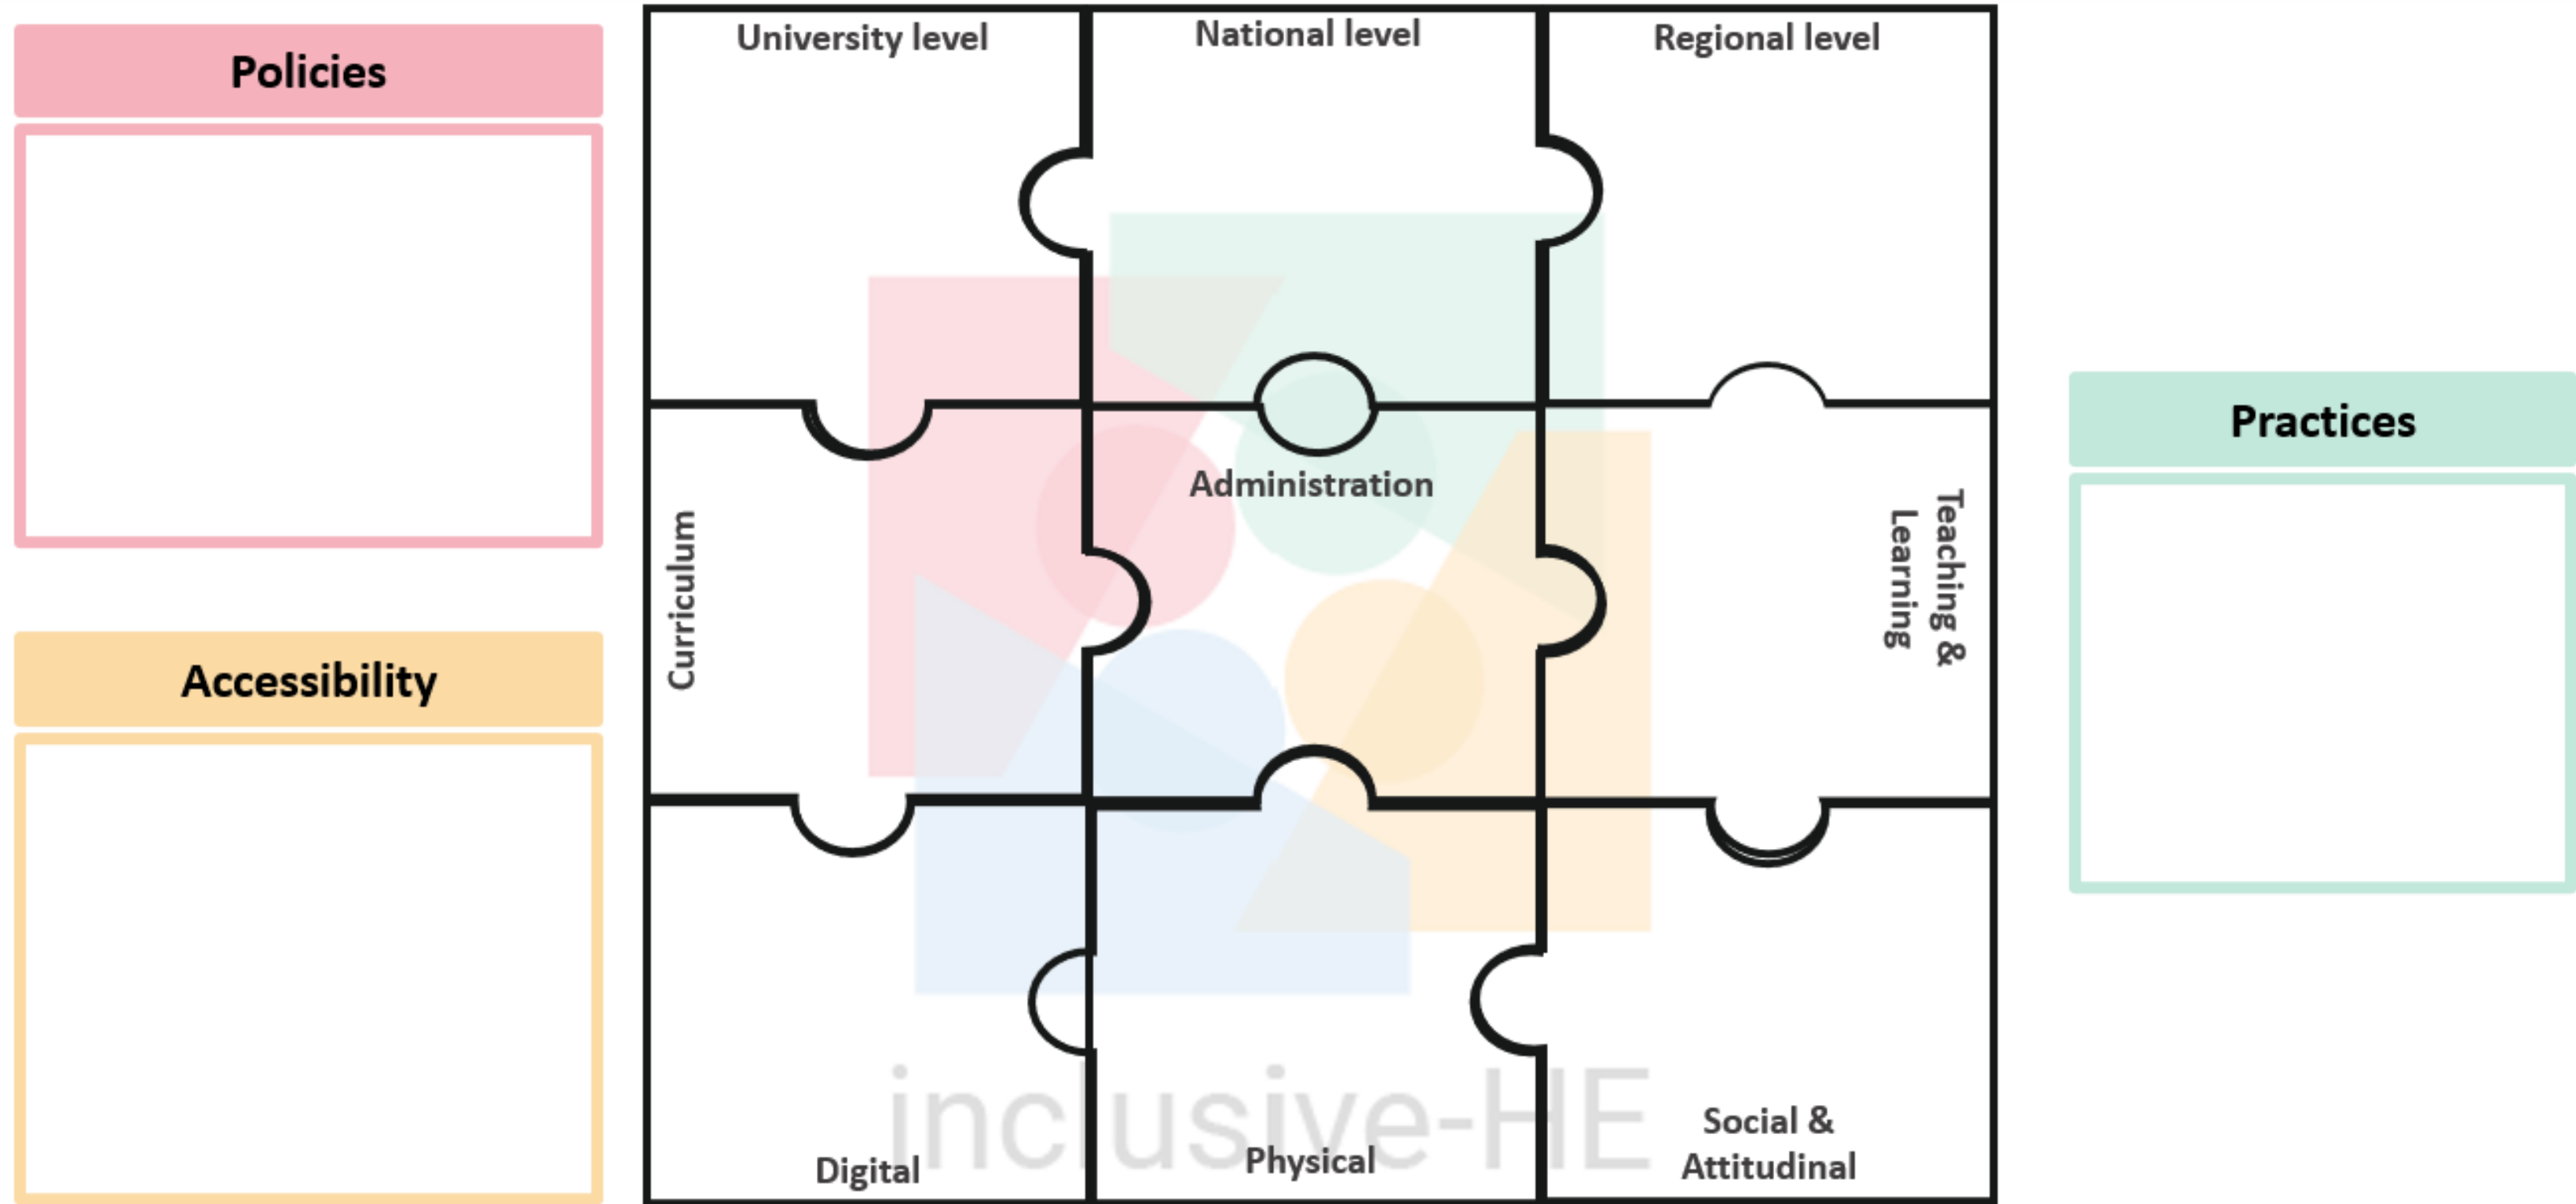 Policies
University level
National level
Regional level
Practices
Administration
Curriculum
Teaching &
Learning
Accessibility
inclusive-HE
Digital
Physical
Social &
Attitudinal